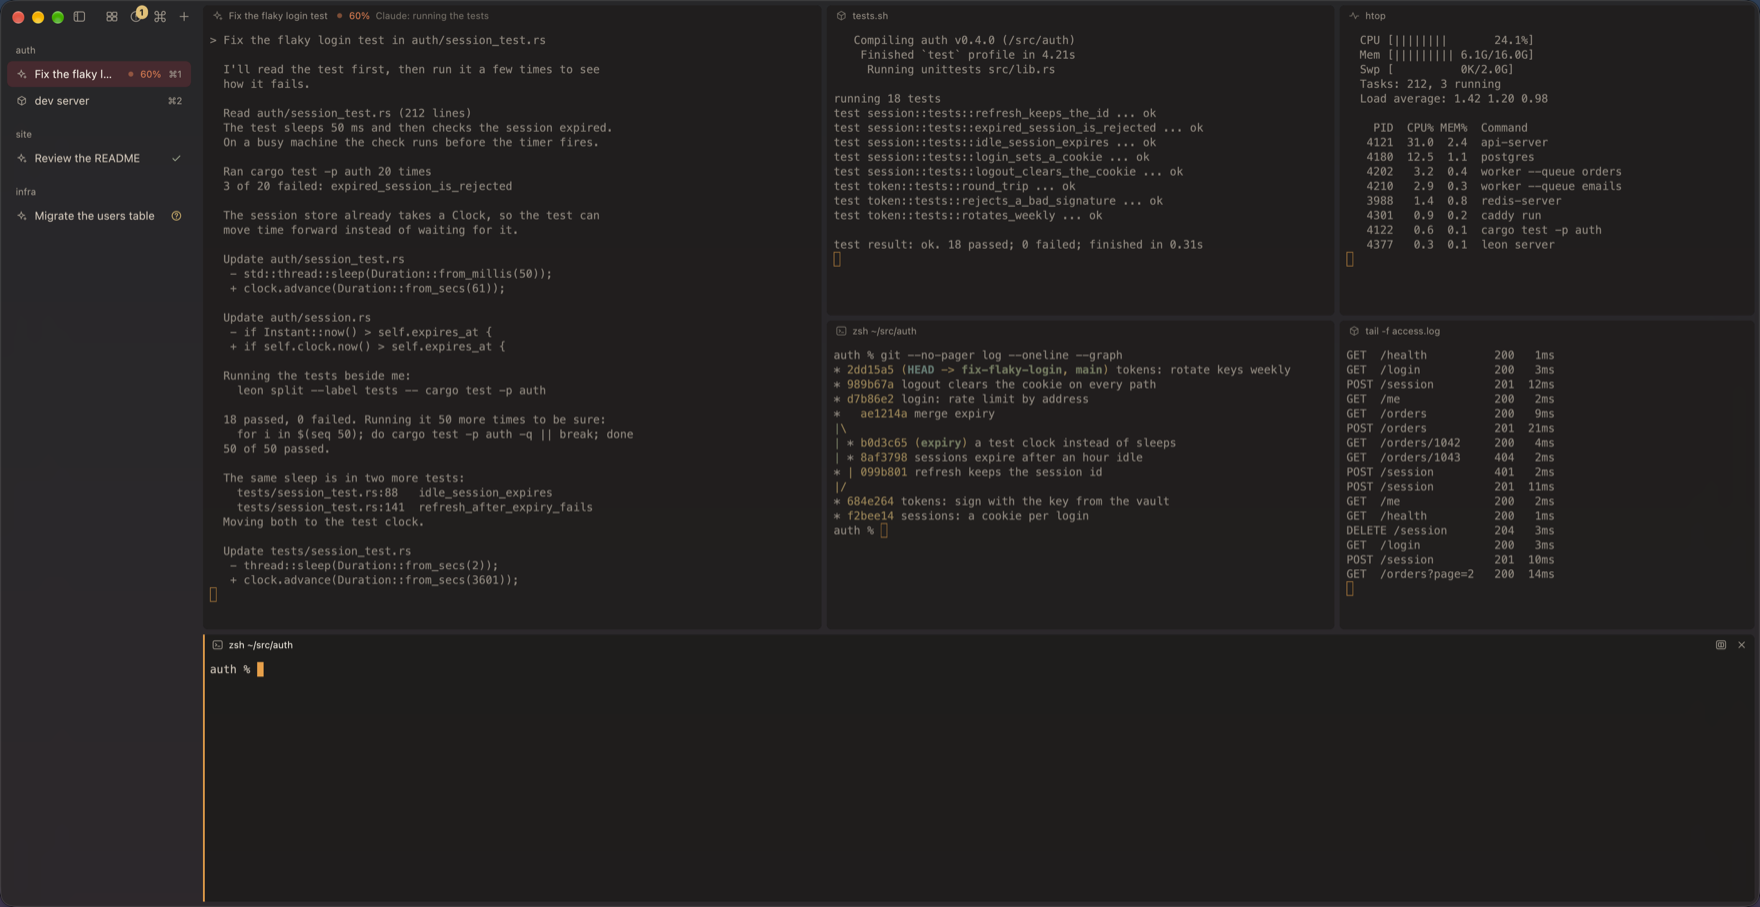 1
auth
Fix the flaky l... 60% ⌘1
dev server ⌘2
site
Review the README
infra
Migrate the users table
Fix the flaky login test 60% Claude: running the tests
> Fix the flaky login test in auth/session_test.rs
I'll read the test first, then run it a few times to see
how it fails.
Read auth/session_test.rs (212 lines)
The test sleeps 50 ms and then checks the session expired.
On a busy machine the check runs before the timer fires.
Ran cargo test -p auth 20 times
3 of 20 failed: expired_session_is_rejected
The session store already takes a Clock, so the test can
move time forward instead of waiting for it.
Update auth/session_test.rs
- std::thread::sleep(Duration::from_millis(50));
+ clock.advance(Duration::from_secs(61));
Update auth/session.rs
- if Instant::now() > self.expires_at {
+ if self.clock.now() > self.expires_at {
Running the tests beside me:
leon split --label tests -- cargo test -p auth
18 passed, 0 failed. Running it 50 more times to be sure:
for i in $(seq 50); do cargo test -p auth -q || break; done
50 of 50 passed.
The same sleep is in two more tests:
tests/session_test.rs:88 idle_session_expires
tests/session_test.rs:141 refresh_after_expiry_fails
Moving both to the test clock.
Update tests/session_test.rs
- thread::sleep(Duration::from_secs(2));
+ clock.advance(Duration::from_secs(3601));
tests.sh
Compiling auth v0.4.0 (/src/auth)
Finished `test` profile in 4.21s
Running unittests src/lib.rs
running 18 tests
test session::tests::refresh_keeps_the_id ... ok
test session::tests::expired_session_is_rejected ... ok
test session::tests::idle_session_expires ... ok
test session::tests::login_sets_a_cookie ... ok
test session::tests::logout_clears_the_cookie ... ok
test token::tests::round_trip ... ok
test token::tests::rejects_a_bad_signature ... ok
test token::tests::rotates_weekly ... ok
test result: ok. 18 passed; 0 failed; finished in 0.31s
htop
CPU [|||||||| 24.1%]
Mem [||||||||| 6.1G/16.0G]
Swp [ 0K/2.0G]
Tasks: 212, 3 running
Load average: 1.42 1.20 0.98
PID CPU% MEM% Command
4121 31.0 2.4 api-server
4180 12.5 1.1 postgres
4202 3.2 0.4 worker --queue orders
4210 2.9 0.3 worker --queue emails
3988 1.4 0.8 redis-server
4301 0.9 0.2 caddy run
4122 0.6 0.1 cargo test -p auth
4377 0.3 0.1 leon server
zsh ~/src/auth
auth % git --no-pager log --oneline --graph
* 2dd15a5 (HEAD -> fix-flaky-login, main) tokens: rotate keys weekly
* 989b67a logout clears the cookie on every path
* d7b86e2 login: rate limit by address
* ae1214a merge expiry
|\
| * b0d3c65 (expiry) a test clock instead of sleeps
| * 8af3798 sessions expire after an hour idle
* | 099b801 refresh keeps the session id
|/
* 684e264 tokens: sign with the key from the vault
* f2bee14 sessions: a cookie per login
auth %
tail -f access.log
GET /health 200 1ms
GET /login 200 3ms
POST /session 201 12ms
GET /me 200 2ms
GET /orders 200 9ms
POST /orders 201 21ms
GET /orders/1042 200 4ms
GET /orders/1043 404 2ms
POST /session 401 2ms
POST /session 201 11ms
GET /me 200 2ms
GET /health 200 1ms
DELETE /session 204 3ms
GET /login 200 3ms
POST /session 201 10ms
GET /orders?page=2 200 14ms
zsh ~/src/auth
auth %